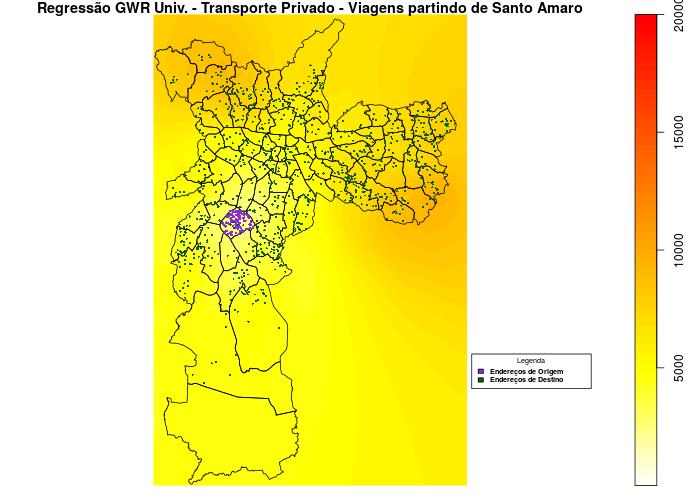 Regressão GWR Univ. - Transporte Privado - Viagens partindo de Santo Amaro
20000
15000
10000
5000
Legenda
Endereços de Origem
Endereços de Destino